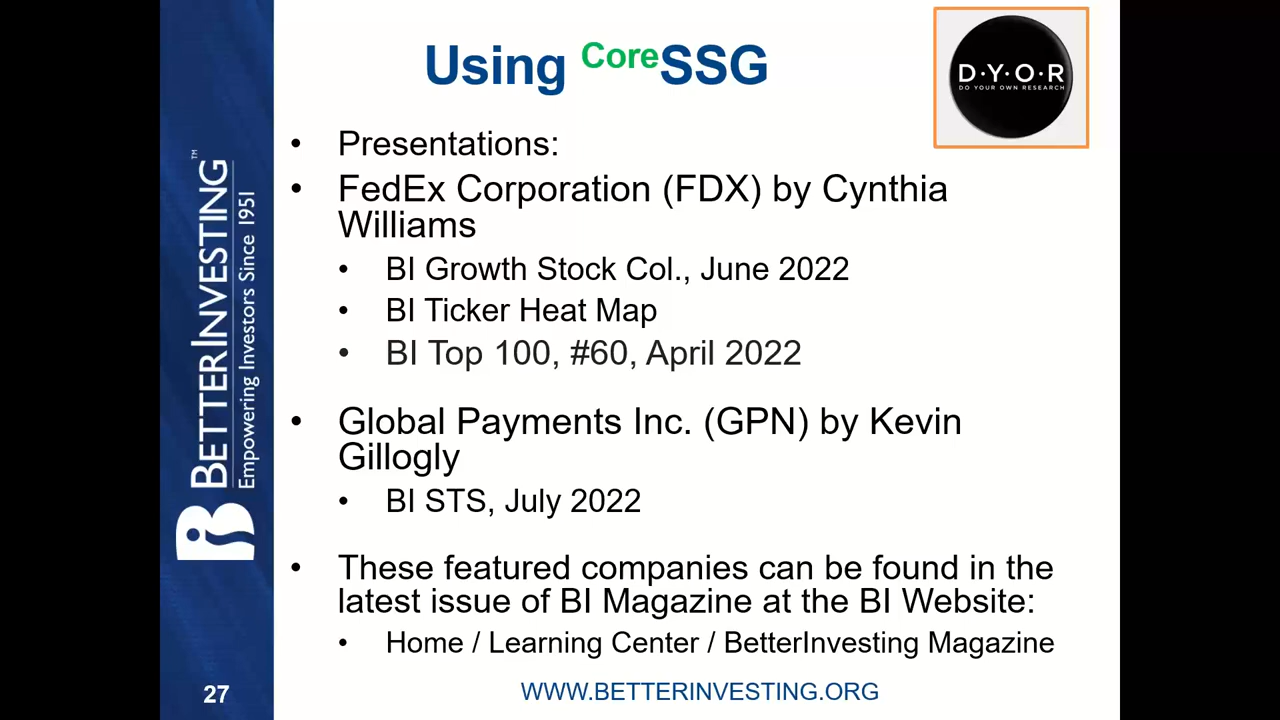 Using CoreSSG
D·Y·O·R
DO YOUR OWN RESEARCH
• Presentations:
• FedEx Corporation (FDX) by Cynthia
Williams
• BI Growth Stock Col., June 2022
• BI Ticker Heat Map
• BI Top 100, #60, April 2022
• Global Payments Inc. (GPN) by Kevin
Gillogly
• BI STS, July 2022
• These featured companies can be found in the
latest issue of BI Magazine at the BI Website:
• Home / Learning Center / BetterInvesting Magazine
WWW.BETTERINVESTING.ORG
BETTERINVESTING™
Empowering Investors Since 1951
27